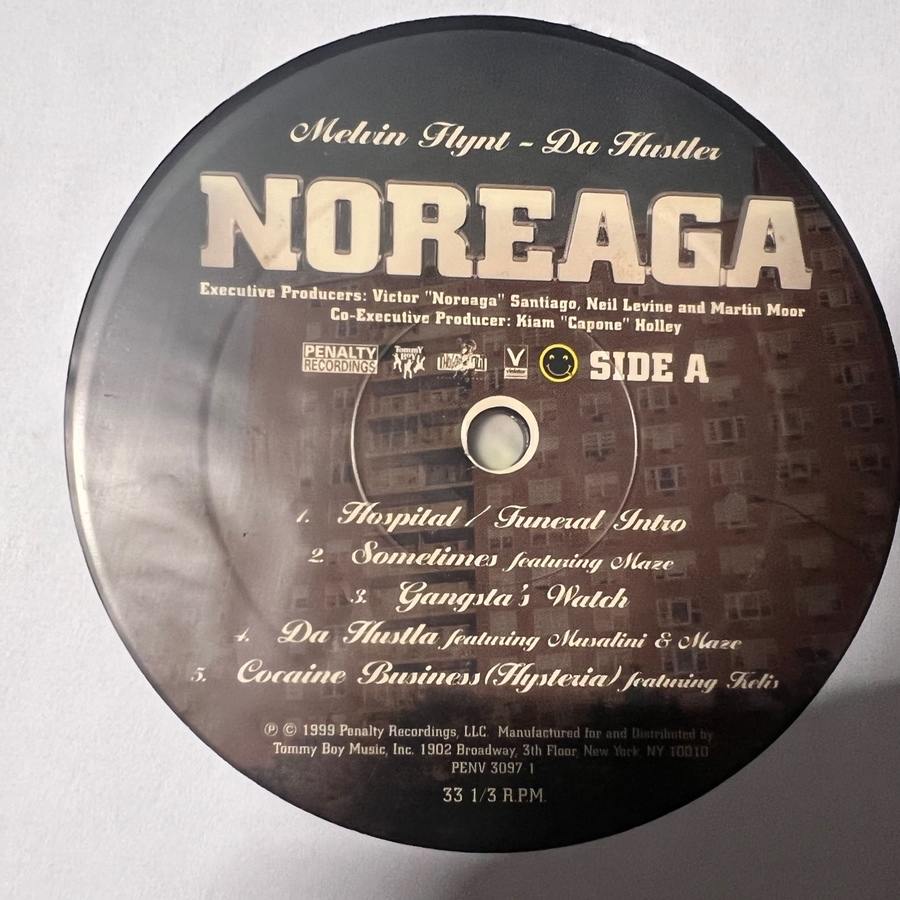 Melvin Flynt - Da Hustler
NOREAGA
Executive Producers: Victor "Noreaga" Santiago, Neil Levine and Martin Moor
Co-Executive Producer: Kiam "Capone" Holley
PENALTY RECORDINGS Tommy Boy SIDE A
1. Hospital / Funeral Intro
2. Sometimes featuring Maze
3. Gangsta's Watch
4. Da Hustla featuring Musalini & Maze
5. Cocaine Business (Hysteria) featuring Kelis
Ⓟ © 1999 Penalty Recordings, LLC. Manufactured for and Distributed by
Tommy Boy Music, Inc. 1902 Broadway, 3th Floor, New York, NY 10010
PENV 3097-1
33 1/3 R.P.M.